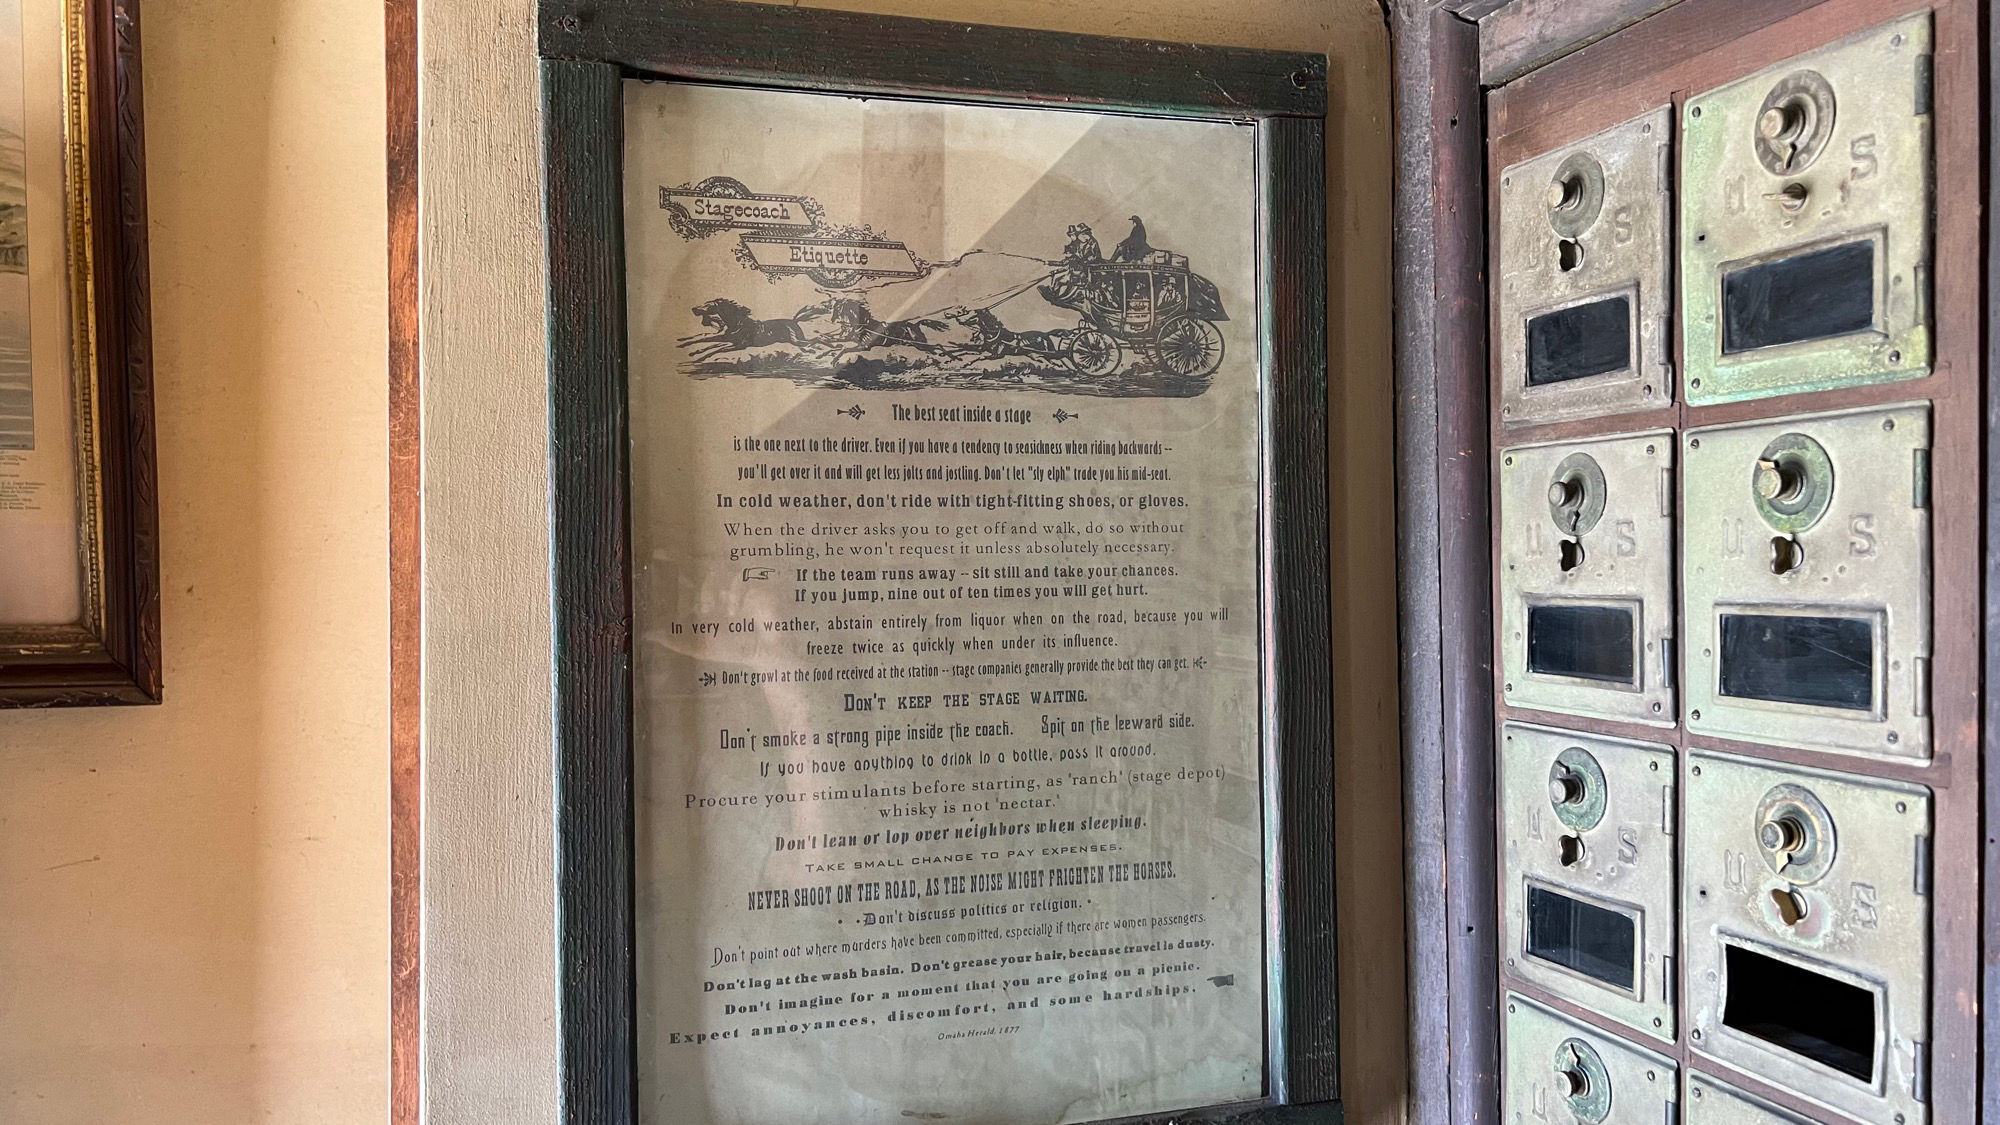 Stagecoach
Etiquette
The best seat inside a stage
is the one next to the driver. Even if you have a tendency to seasickness when riding backwards --
you'll get over it and will get less jolts and jostling. Don't let "sly elph" trade you his mid-seat.
In cold weather, don't ride with tight-fitting shoes, or gloves.
When the driver asks you to get off and walk, do so without
grumbling, he won't request it unless absolutely necessary.
If the team runs away -- sit still and take your chances.
If you jump, nine out of ten times you will get hurt.
In very cold weather, abstain entirely from liquor when on the road, because you will
freeze twice as quickly when under its influence.
Don't growl at the food received at the station -- stage companies generally provide the best they can get.
Don't keep the stage waiting.
Don't smoke a strong pipe inside the coach. Spit on the leeward side.
If you have anything to drink in a bottle, pass it around.
Procure your stimulants before starting, as 'ranch' (stage depot)
whisky is not 'nectar.'
Don't lean or lop over neighbors when sleeping.
Take small change to pay expenses.
NEVER SHOOT ON THE ROAD, AS THE NOISE MIGHT FRIGHTEN THE HORSES.
Don't discuss politics or religion.
Don't point out where murders have been committed, especially if there are women passengers.
Don't lag at the wash basin. Don't grease your hair, because travel is dusty.
Don't imagine for a moment that you are going on a picnic.
Expect annoyances, discomfort, and some hardships.
Omaha Herald, 1877
U S
U S
U S
U S
U S
U S
U